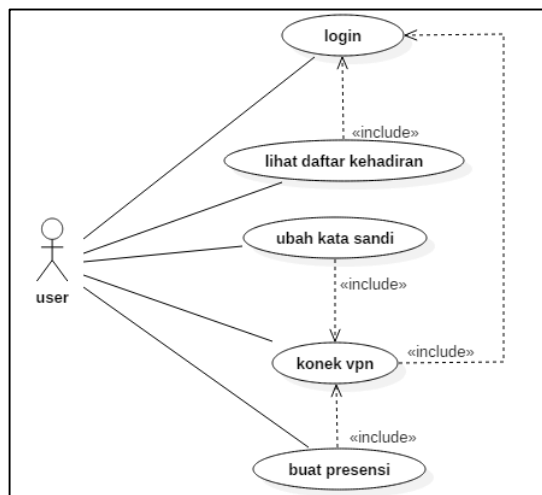 login
«include»
lihat daftar kehadiran
ubah kata sandi
user
«include»
konek vpn
«include»
«include»
buat presensi